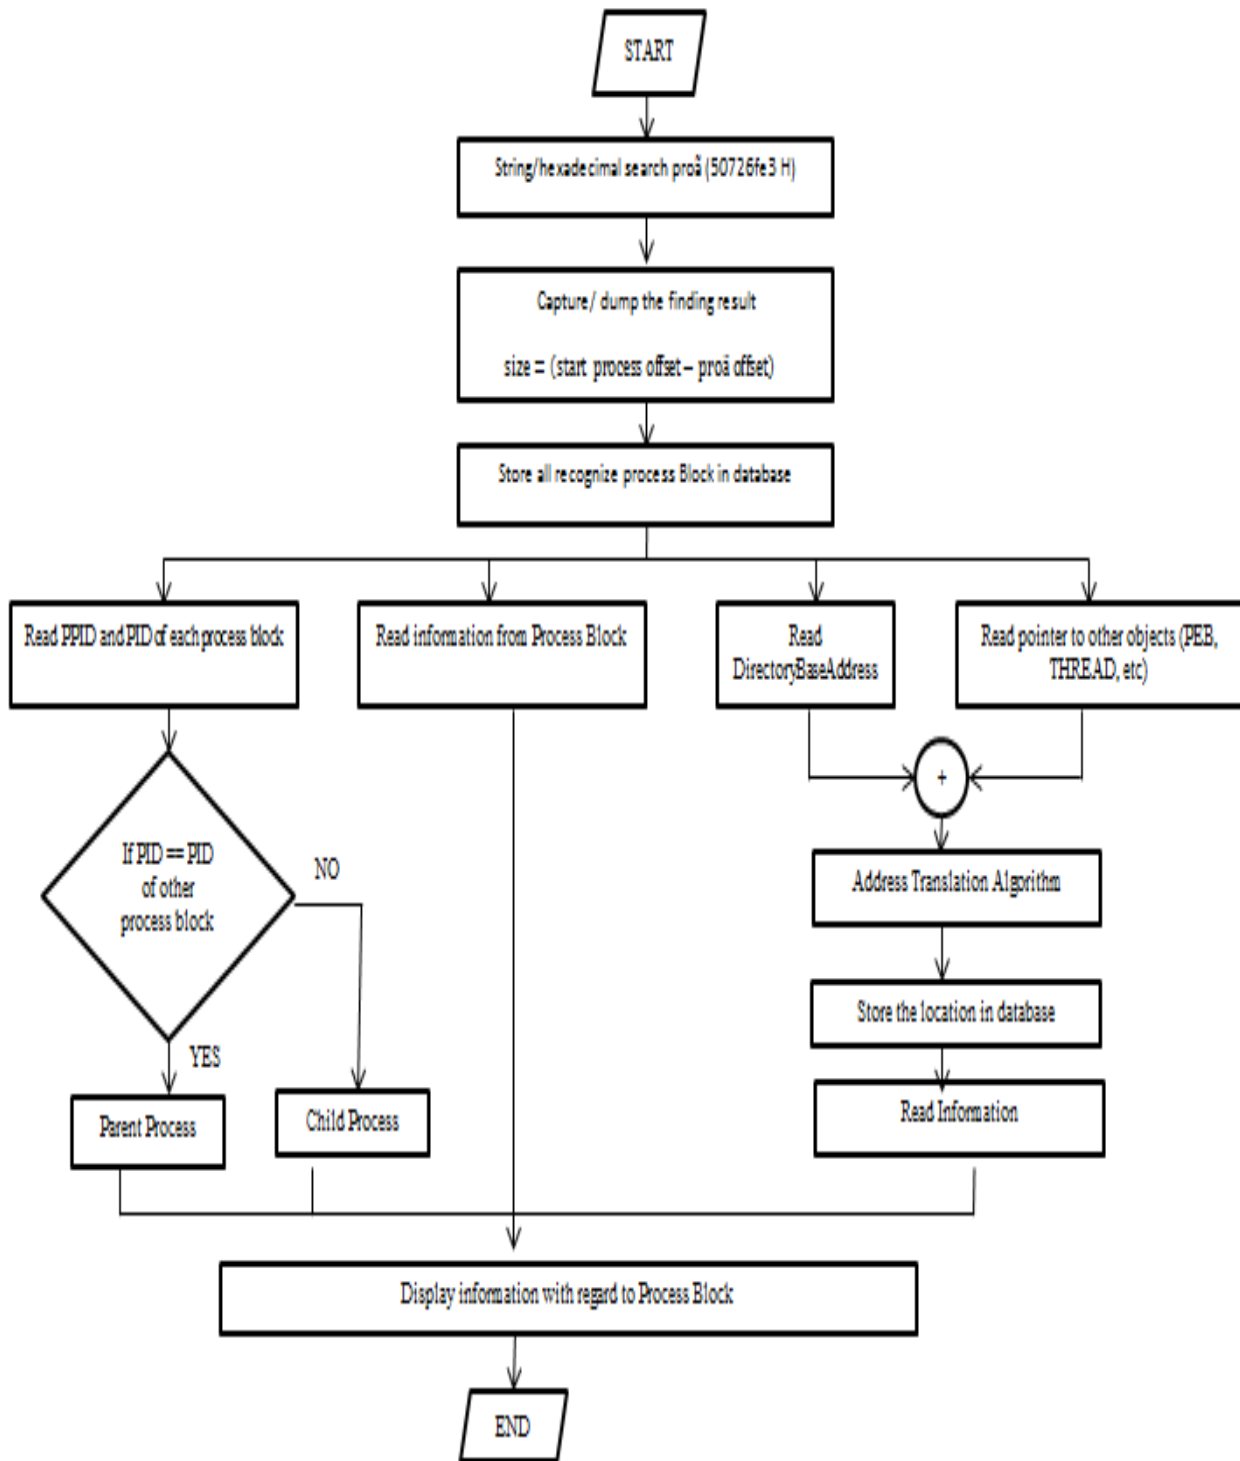 START
String/hexadecimal search proã (50726fe3 H)
Capture/ dump the finding result
size = (start process offset – proã offset)
Store all recognize process Block in database
Read PPID and PID of each process block
Read information from Process Block
Read
DirectoryBaseAddress
Read pointer to other objects (PEB,
THREAD, etc)
+
If PID == PID
of other
process block
NO
Address Translation Algorithm
Store the location in database
YES
Parent Process
Child Process
Read Information
Display information with regard to Process Block
END